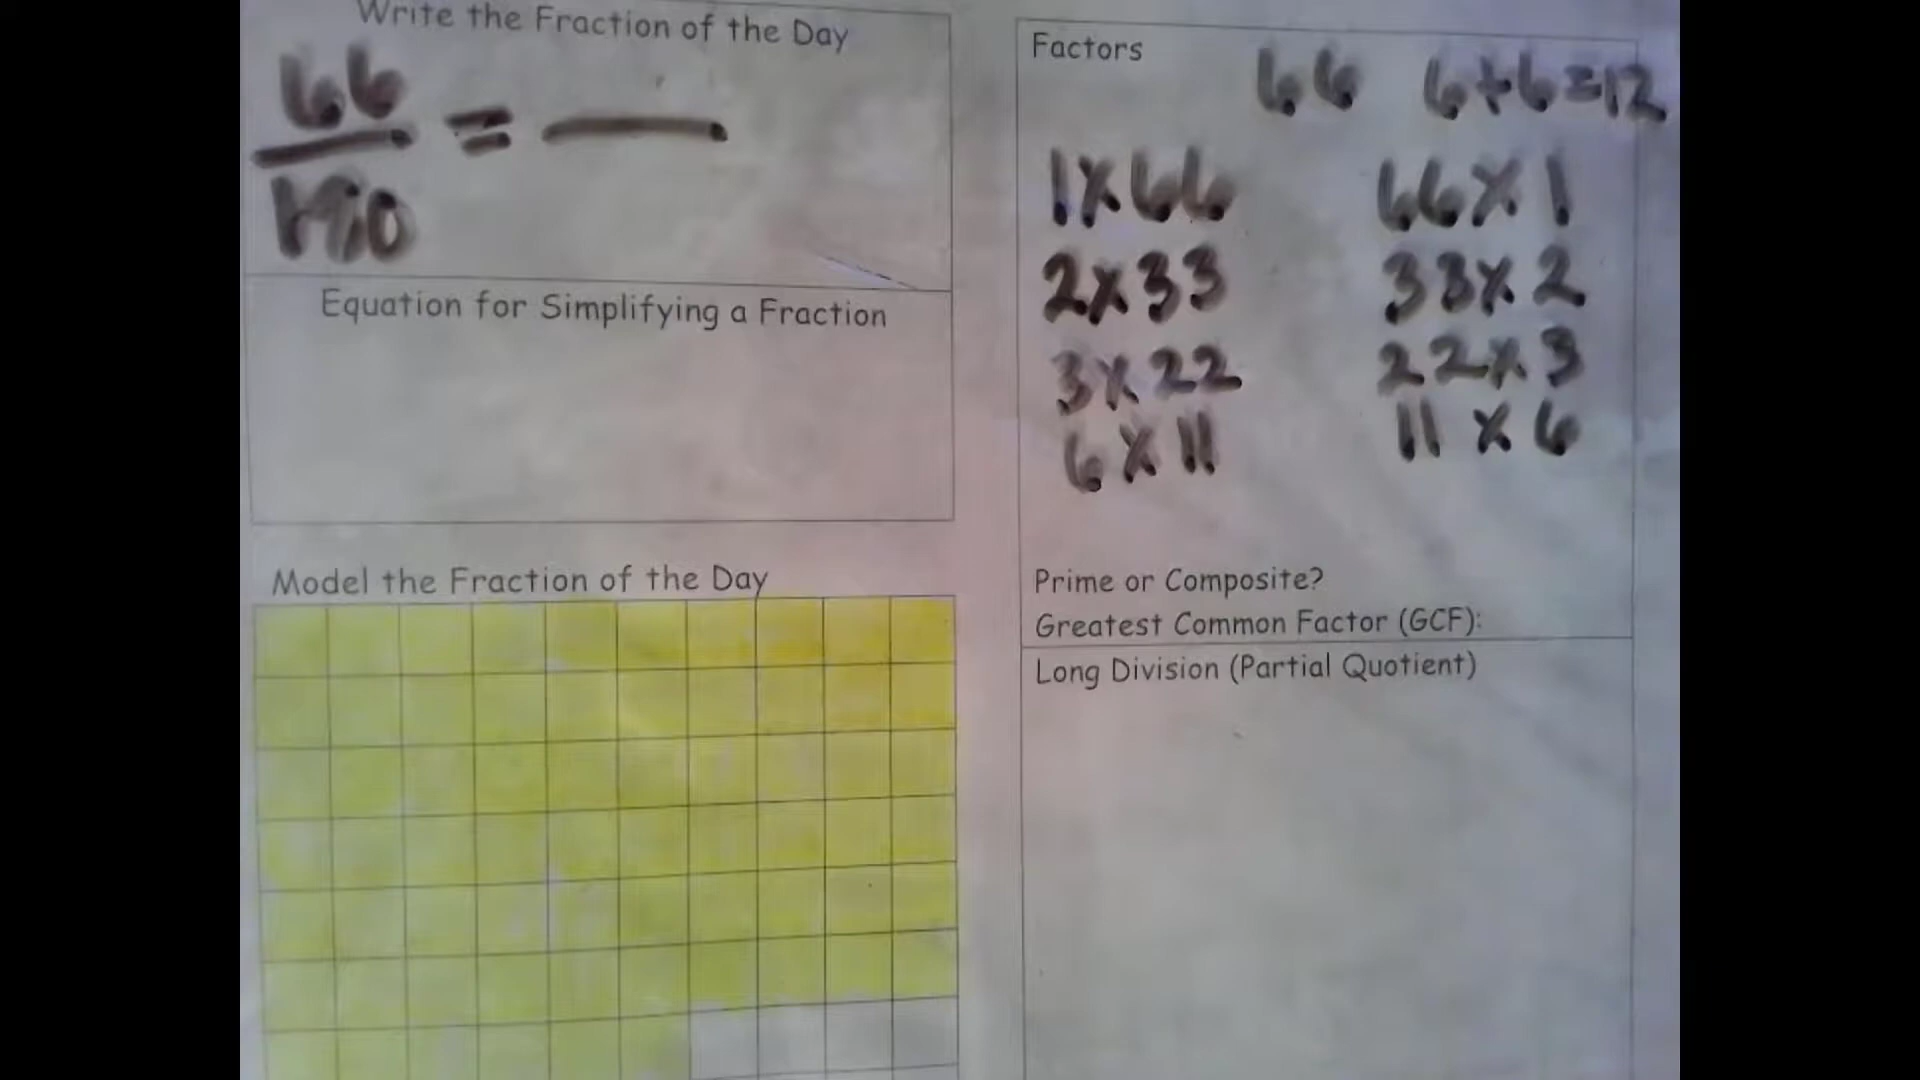 Write the Fraction of the Day
66
=
Equation for Simplifying a Fraction
Model the Fraction of the Day
Factors
66 6+6=12
1x66 66x1
2x33 33x2
3x22 22x3
6x11 11x6
Prime or Composite?
Greatest Common Factor (GCF):
Long Division (Partial Quotient)